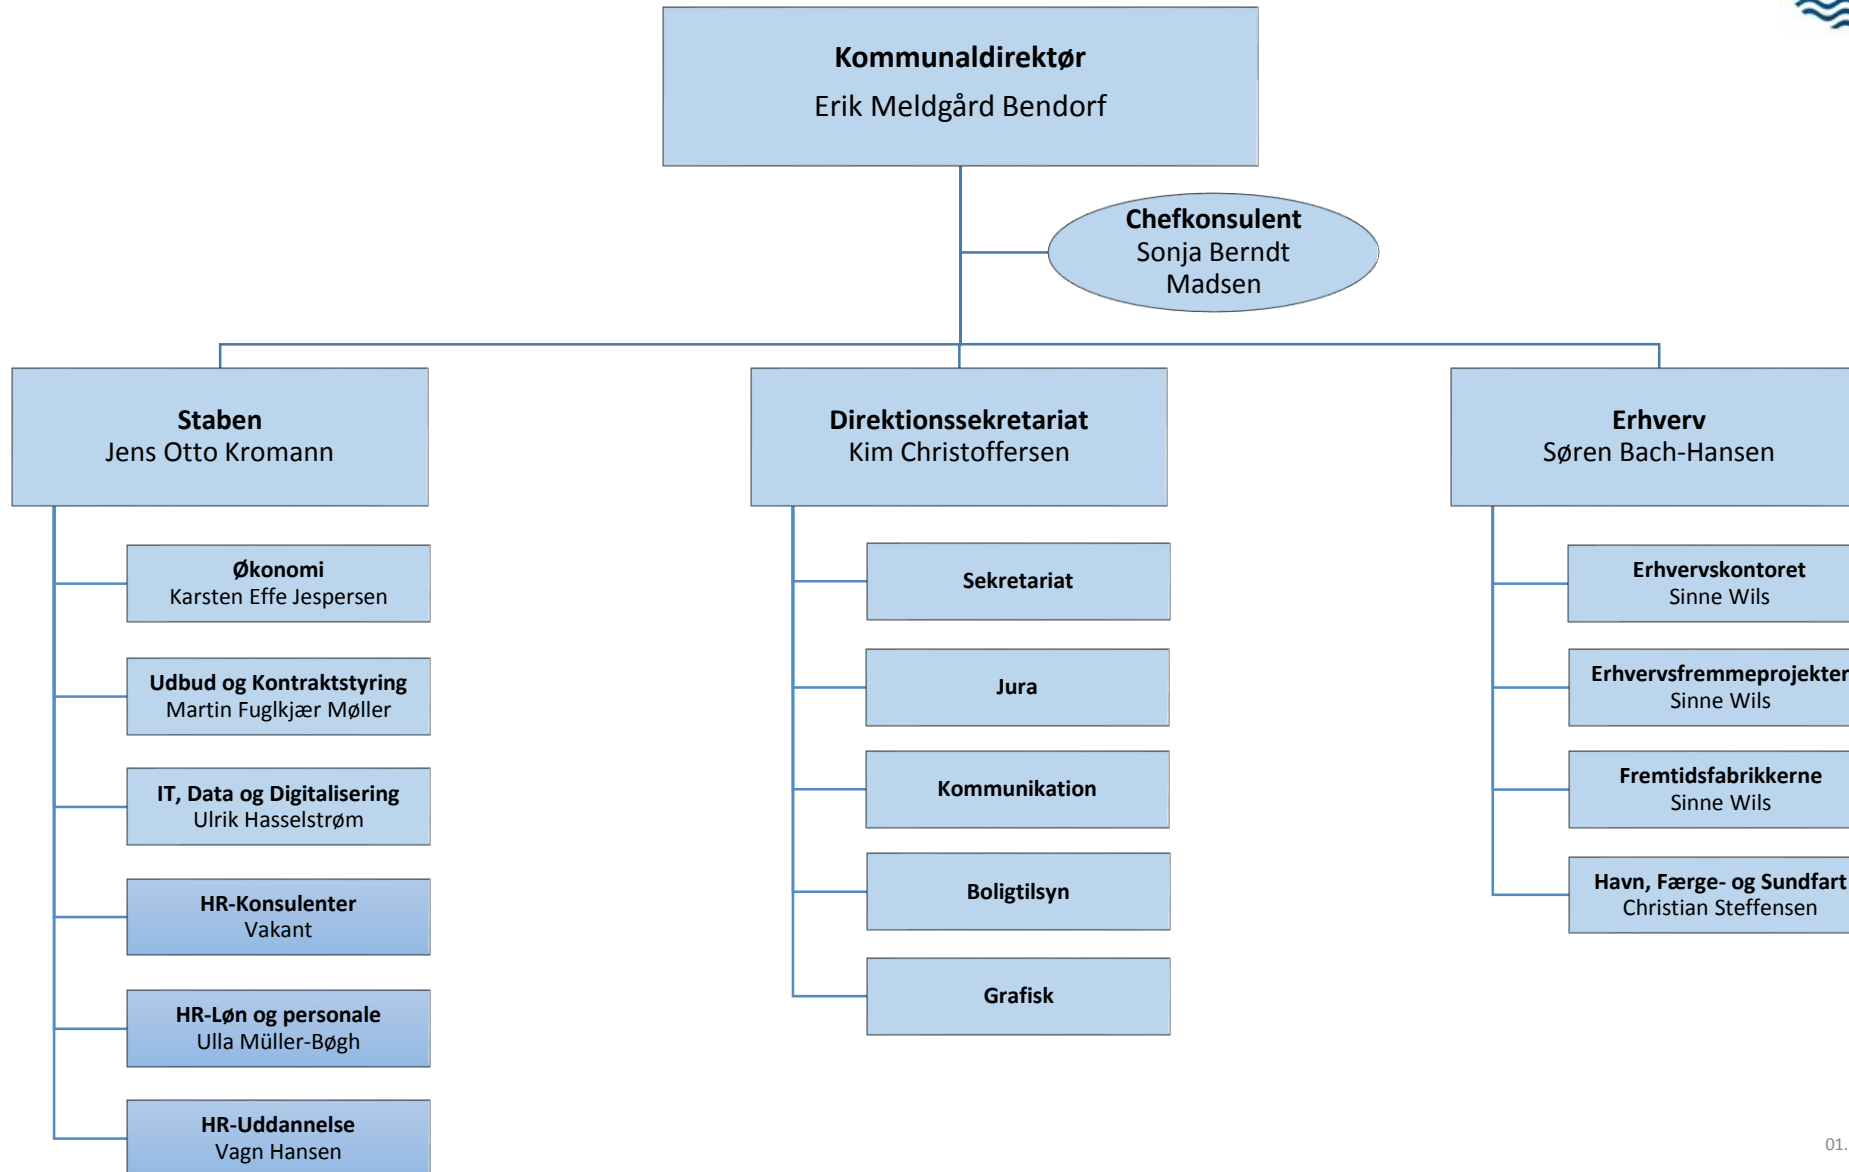 Kommunaldirektør
Erik Meldgård Bendorf
Chefkonsulent
Sonja Berndt
Madsen
Staben
Jens Otto Kromann
Økonomi
Karsten Effe Jespersen
Udbud og Kontraktstyring
Martin Fuglkjær Møller
IT, Data og Digitalisering
Ulrik Hasselstrøm
HR-Konsulenter
Vakant
HR-Løn og personale
Ulla Müller-Bøgh
HR-Uddannelse
Vagn Hansen
Direktionssekretariat
Kim Christoffersen
Sekretariat
Jura
Kommunikation
Boligtilsyn
Grafisk
Erhverv
Søren Bach-Hansen
Erhvervskontoret
Sinne Wils
Erhvervsfremmeprojekter
Sinne Wils
Fremtidsfabrikkerne
Sinne Wils
Havn, Færge- og Sundfart
Christian Steffensen
01.